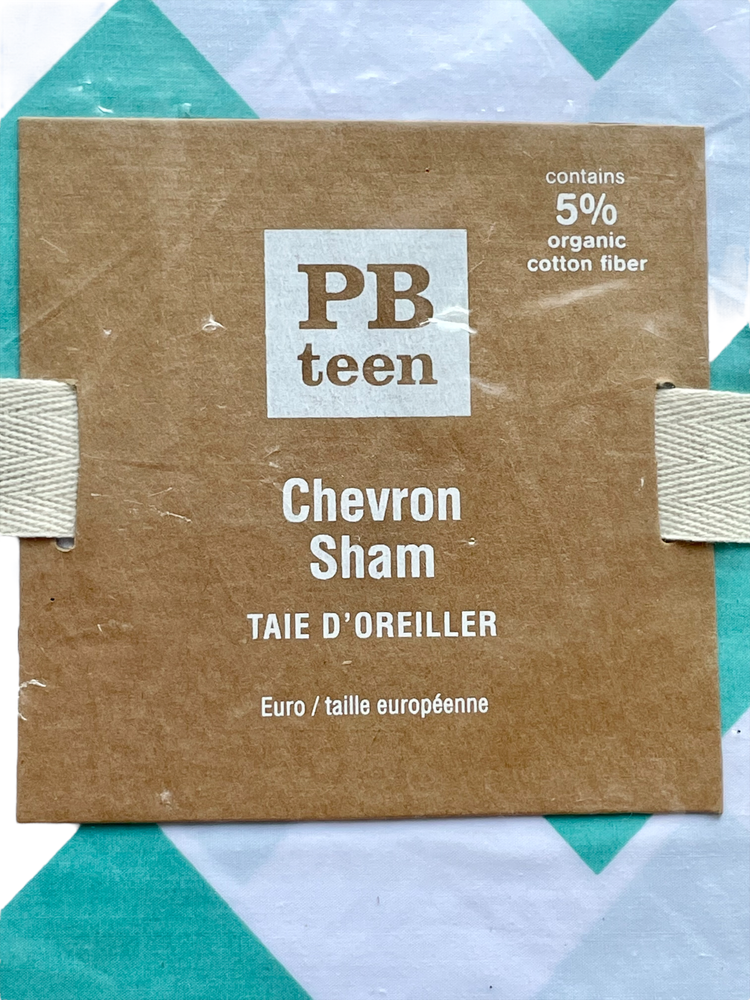 contains
5%
organic
cotton fiber
PB
teen
Chevron
Sham
TAIE D'OREILLER
Euro / taille européenne